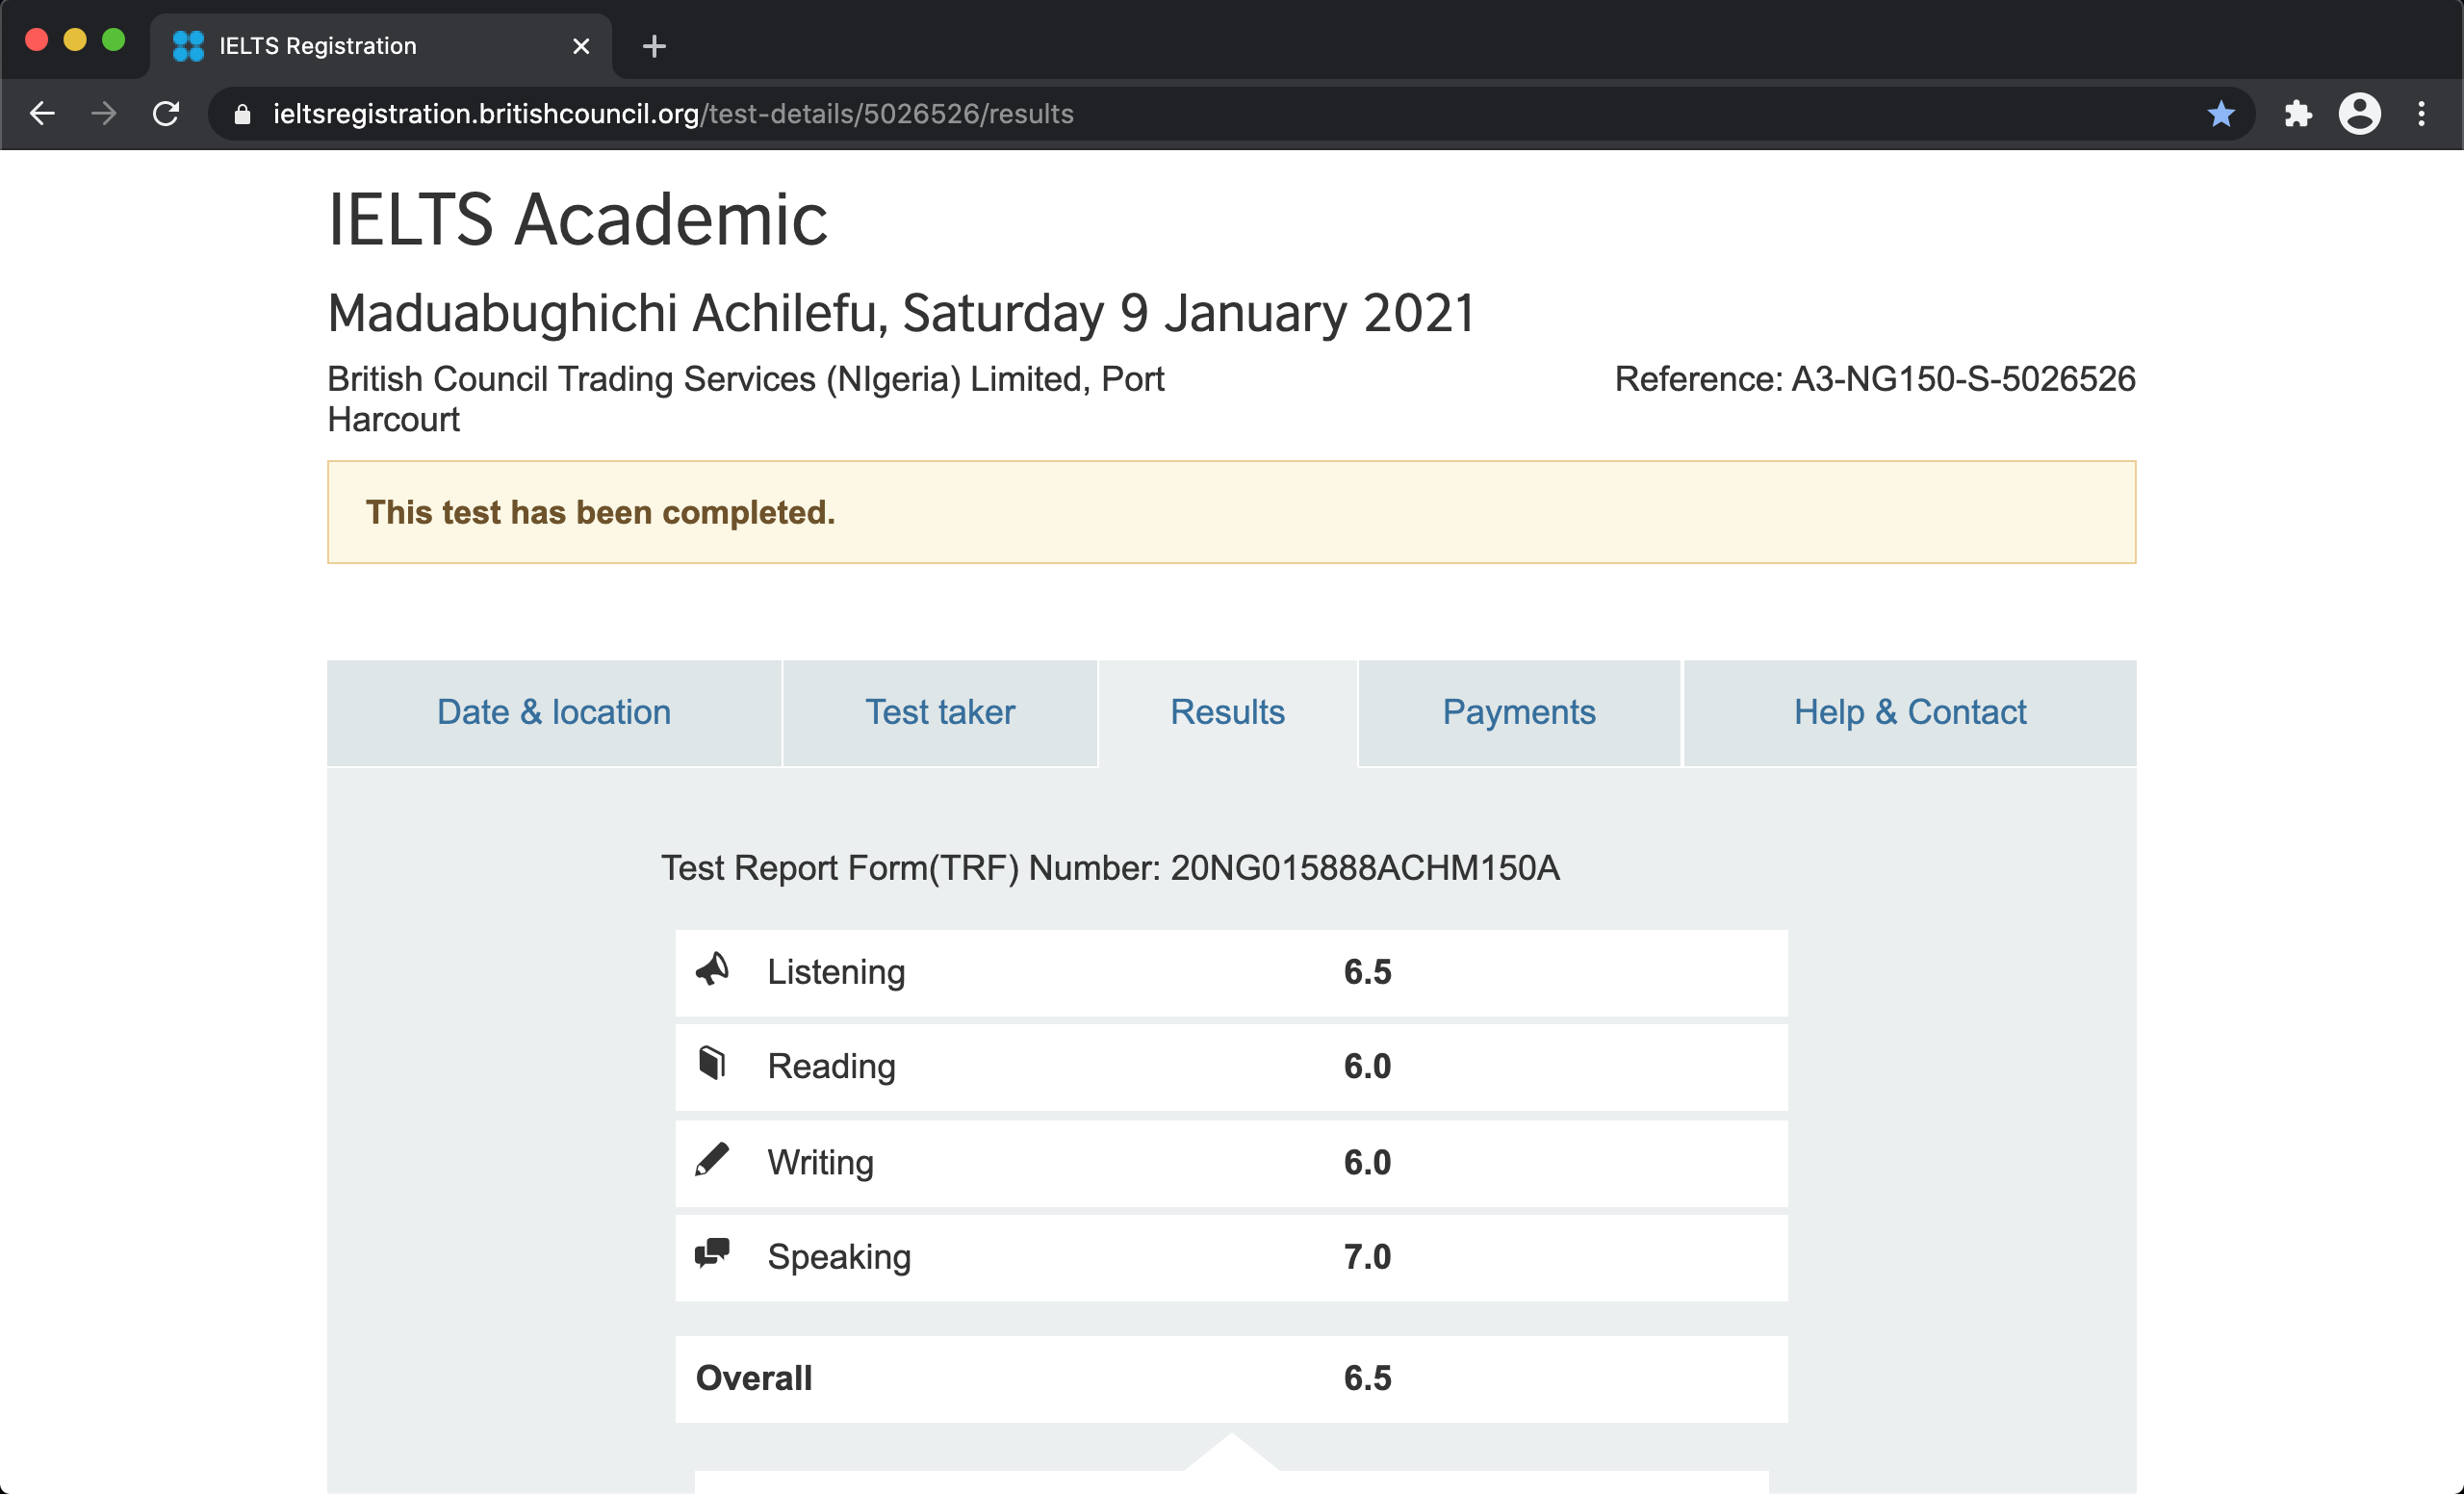 IELTS Registration
ieltsregistration.britishcouncil.org/test-details/5026526/results
IELTS Academic
Maduabughichi Achilefu, Saturday 9 January 2021
British Council Trading Services (NIgeria) Limited, Port
Harcourt
Reference: A3-NG150-S-5026526
This test has been completed.
Date & location
Test taker
Results
Payments
Help & Contact
Test Report Form(TRF) Number: 20NG015888ACHM150A
Listening 6.5
Reading 6.0
Writing 6.0
Speaking 7.0
Overall 6.5